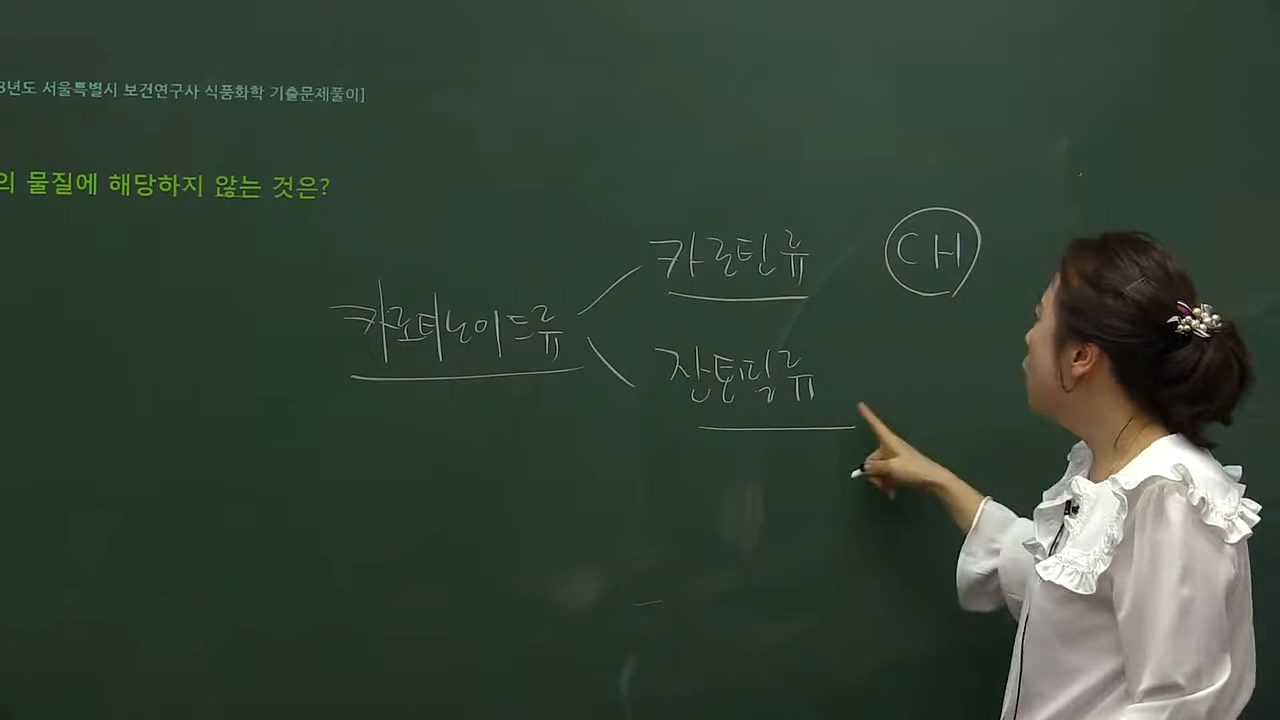 8년도 서울특별시 보건연구사 식품화학 기출문제풀이]
의 물질에 해당하지 않는 것은?
카로틴류 CH
카로테노이드류
잔토필류